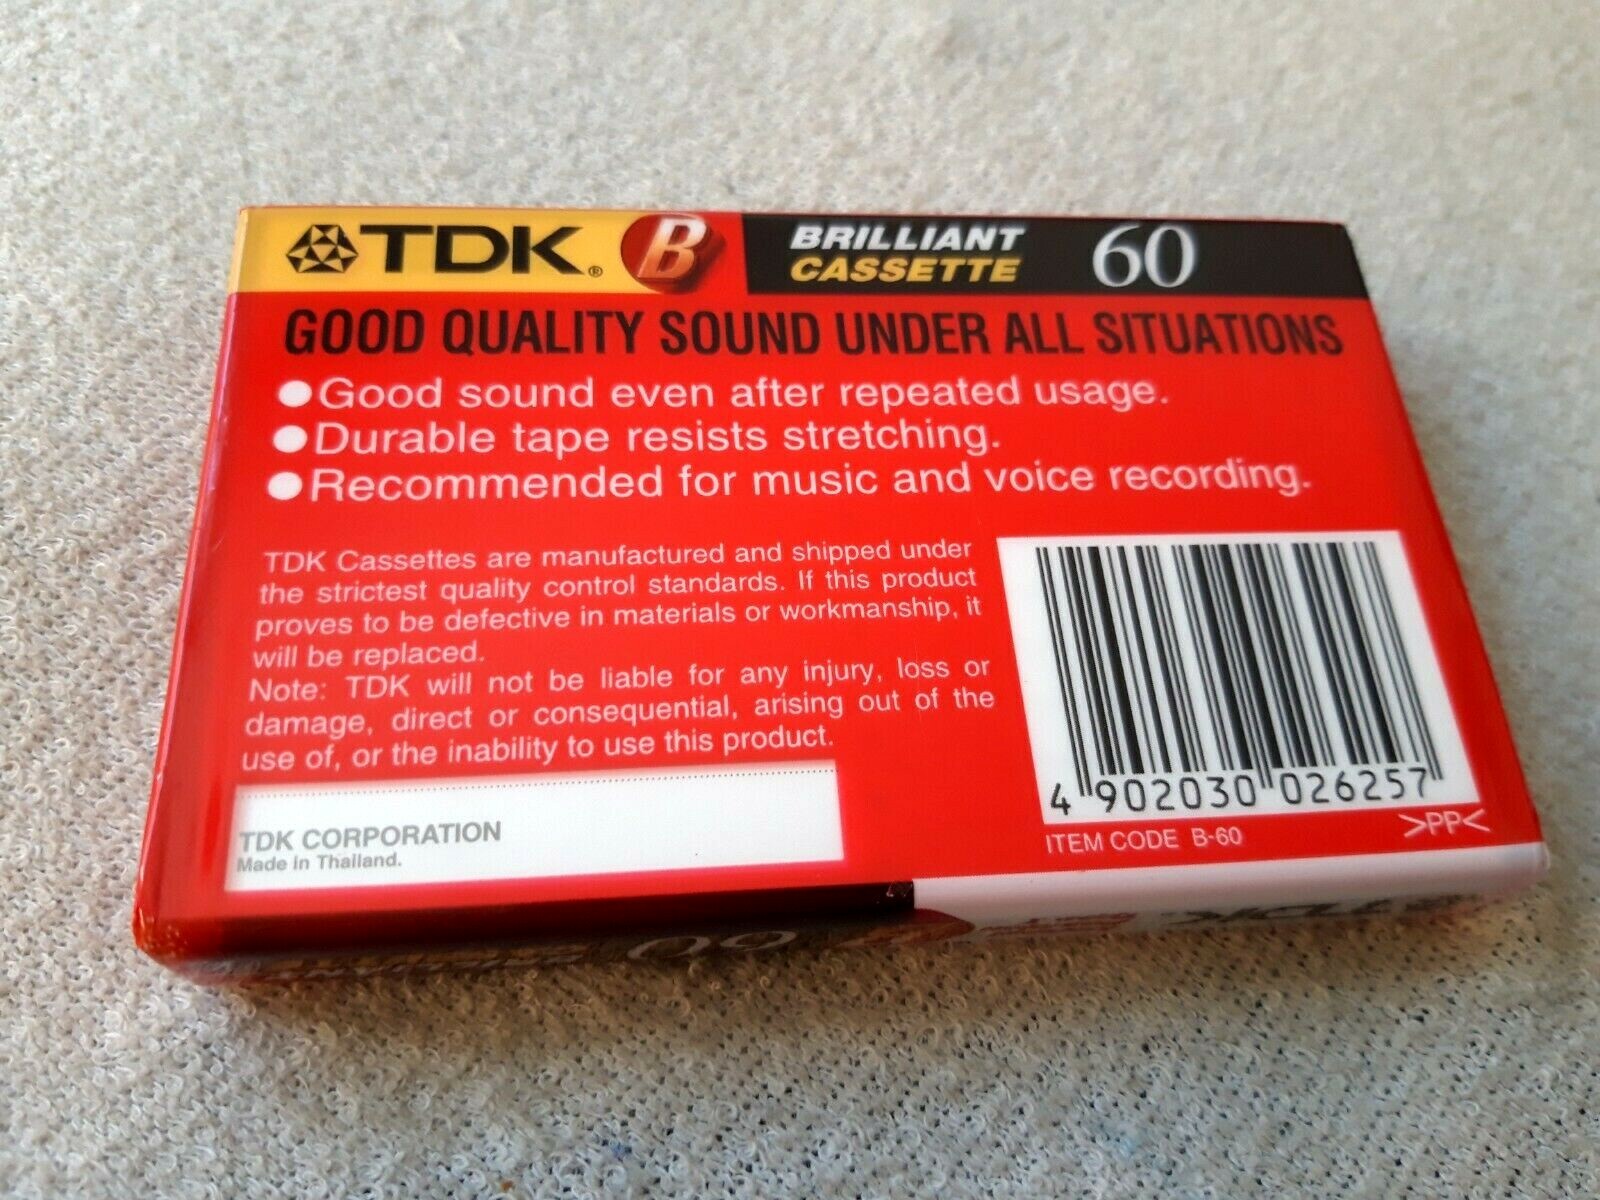 TDK® B BRILLIANT CASSETTE 60
GOOD QUALITY SOUND UNDER ALL SITUATIONS
●Good sound even after repeated usage.
●Durable tape resists stretching.
●Recommended for music and voice recording.
TDK Cassettes are manufactured and shipped under
the strictest quality control standards. If this product
proves to be defective in materials or workmanship, it
will be replaced.
Note: TDK will not be liable for any injury, loss or
damage, direct or consequential, arising out of the
use of, or the inability to use this product.
4 902030 026257
ITEM CODE B-60 >PP<
TDK CORPORATION
Made in Thailand.
60